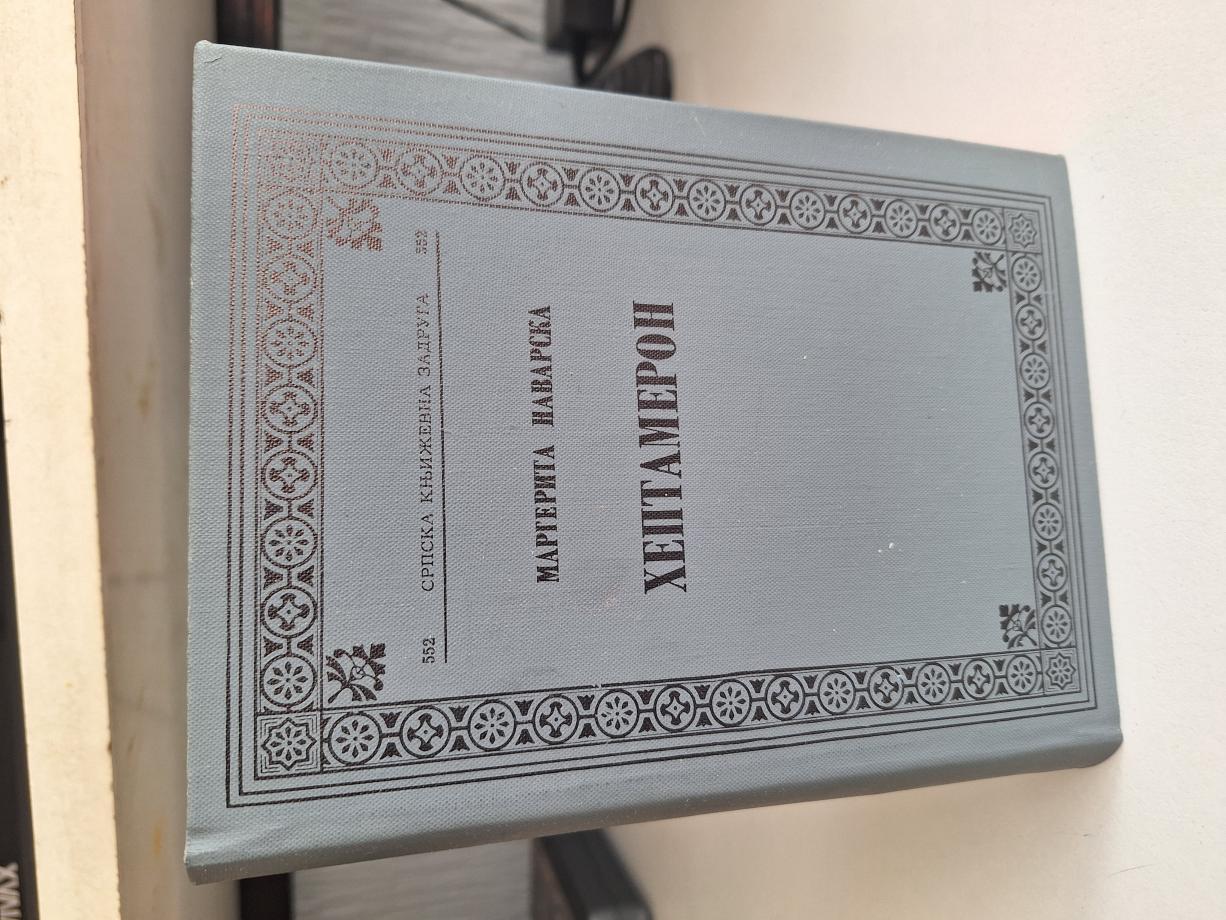 552 СРПСКА КЊИЖЕВНА ЗАДРУГА 552
МАРГЕРИТА НАВАРСКА
ХЕПТАМЕРОН